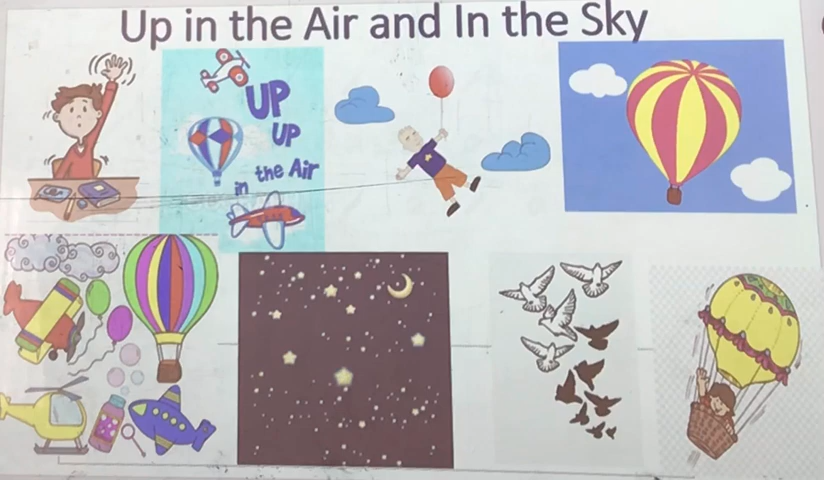 Up in the Air and In the Sky
UP
UP
in the Air